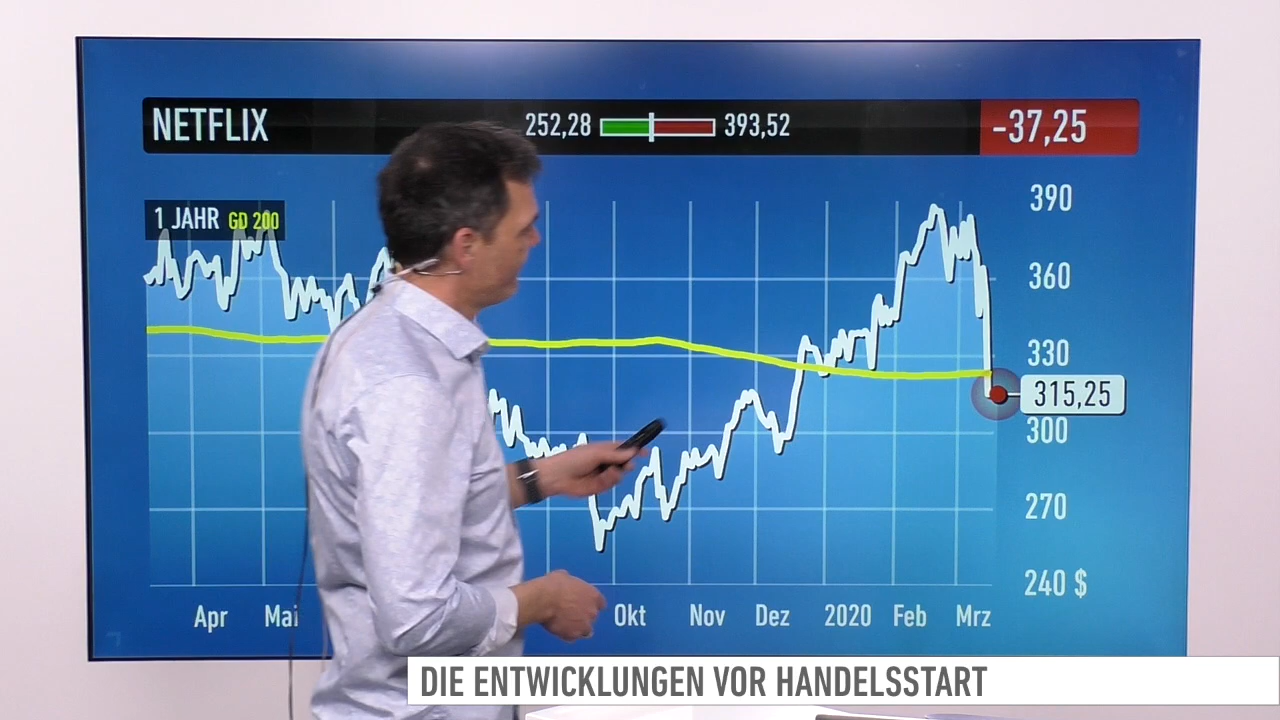 NETFLIX 252,28 393,52 -37,25
1 JAHR GD 200
390
360
330
315,25
300
270
240 $
Apr Mai Okt Nov Dez 2020 Feb Mrz
DIE ENTWICKLUNGEN VOR HANDELSSTART